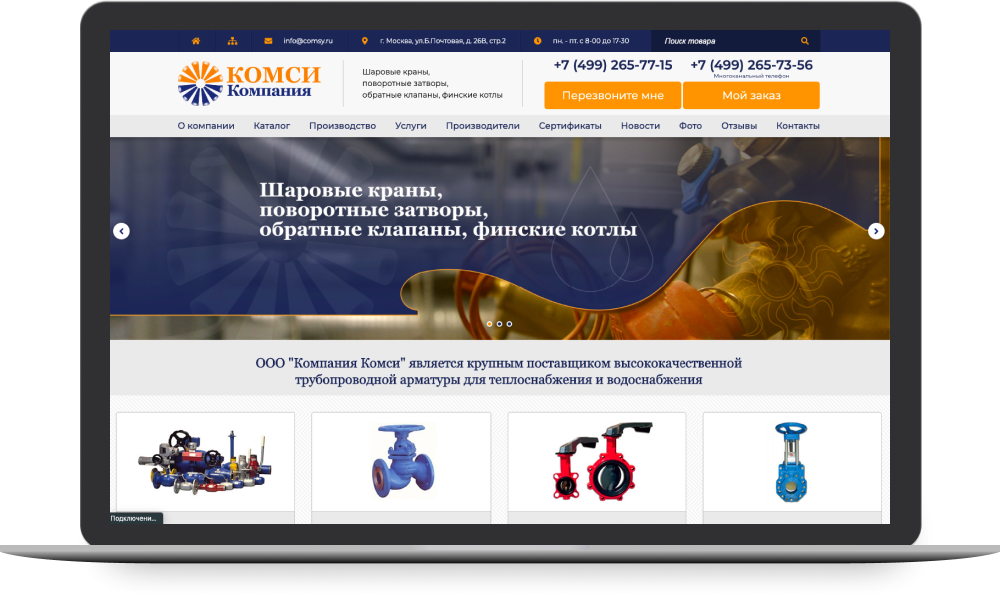 info@comsy.ru
г. Москва, ул.Б.Почтовая, д. 26В, стр.2
пн. - пт. с 8-00 до 17-30
Поиск товара
КОМСИ
Компания
Шаровые краны,
поворотные затворы,
обратные клапаны, финские котлы
+7 (499) 265-77-15
+7 (499) 265-73-56
Многоканальный телефон
Перезвоните мне
Мой заказ
О компании Каталог Производство Услуги Производители Сертификаты Новости Фото Отзывы Контакты
Шаровые краны,
поворотные затворы,
обратные клапаны, финские котлы
ООО "Компания Комси" является крупным поставщиком высококачественной
трубопроводной арматуры для теплоснабжения и водоснабжения
Подключени...